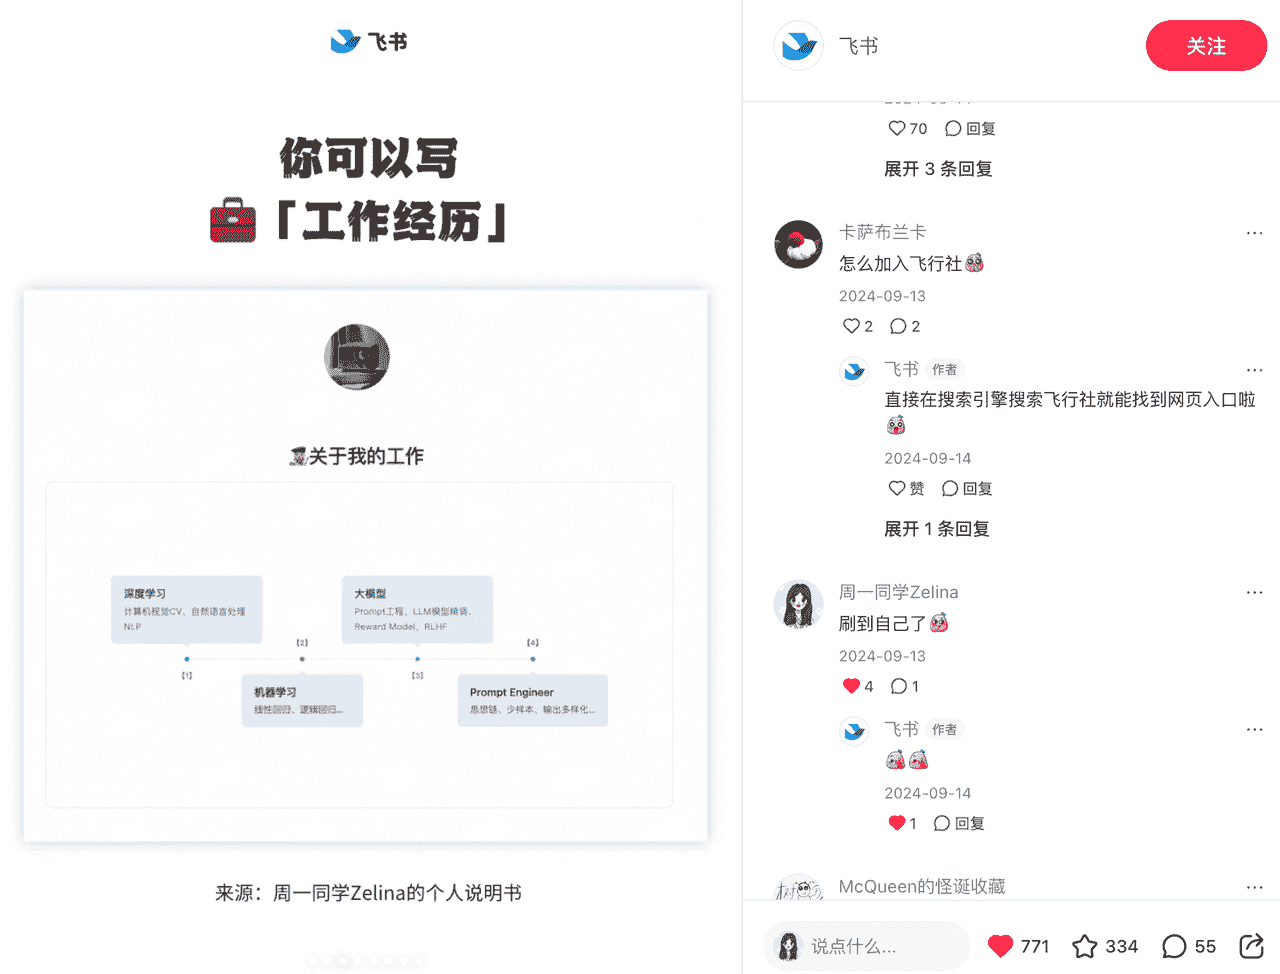 飞书
你可以写
「工作经历」
关于我的工作
深度学习
计算机视觉CV、自然语言处理
NLP
大模型
Prompt工程、LLM模型精调、
Reward Model、RLHF
【2】
【4】
【1】
【3】
机器学习
线性回归、逻辑回归...
Prompt Engineer
思想链、少样本、输出多样化...
来源：周一同学Zelina的个人说明书
飞书
关注
70 回复
展开 3 条回复
卡萨布兰卡
怎么加入飞行社
2024-09-13
2 2
飞书 作者
直接在搜索引擎搜索飞行社就能找到网页入口啦
2024-09-14
赞 回复
展开 1 条回复
周一同学Zelina
刷到自己了
2024-09-13
4 1
飞书 作者
2024-09-14
1 回复
McQueen的怪诞收藏
说点什么...
771 334 55